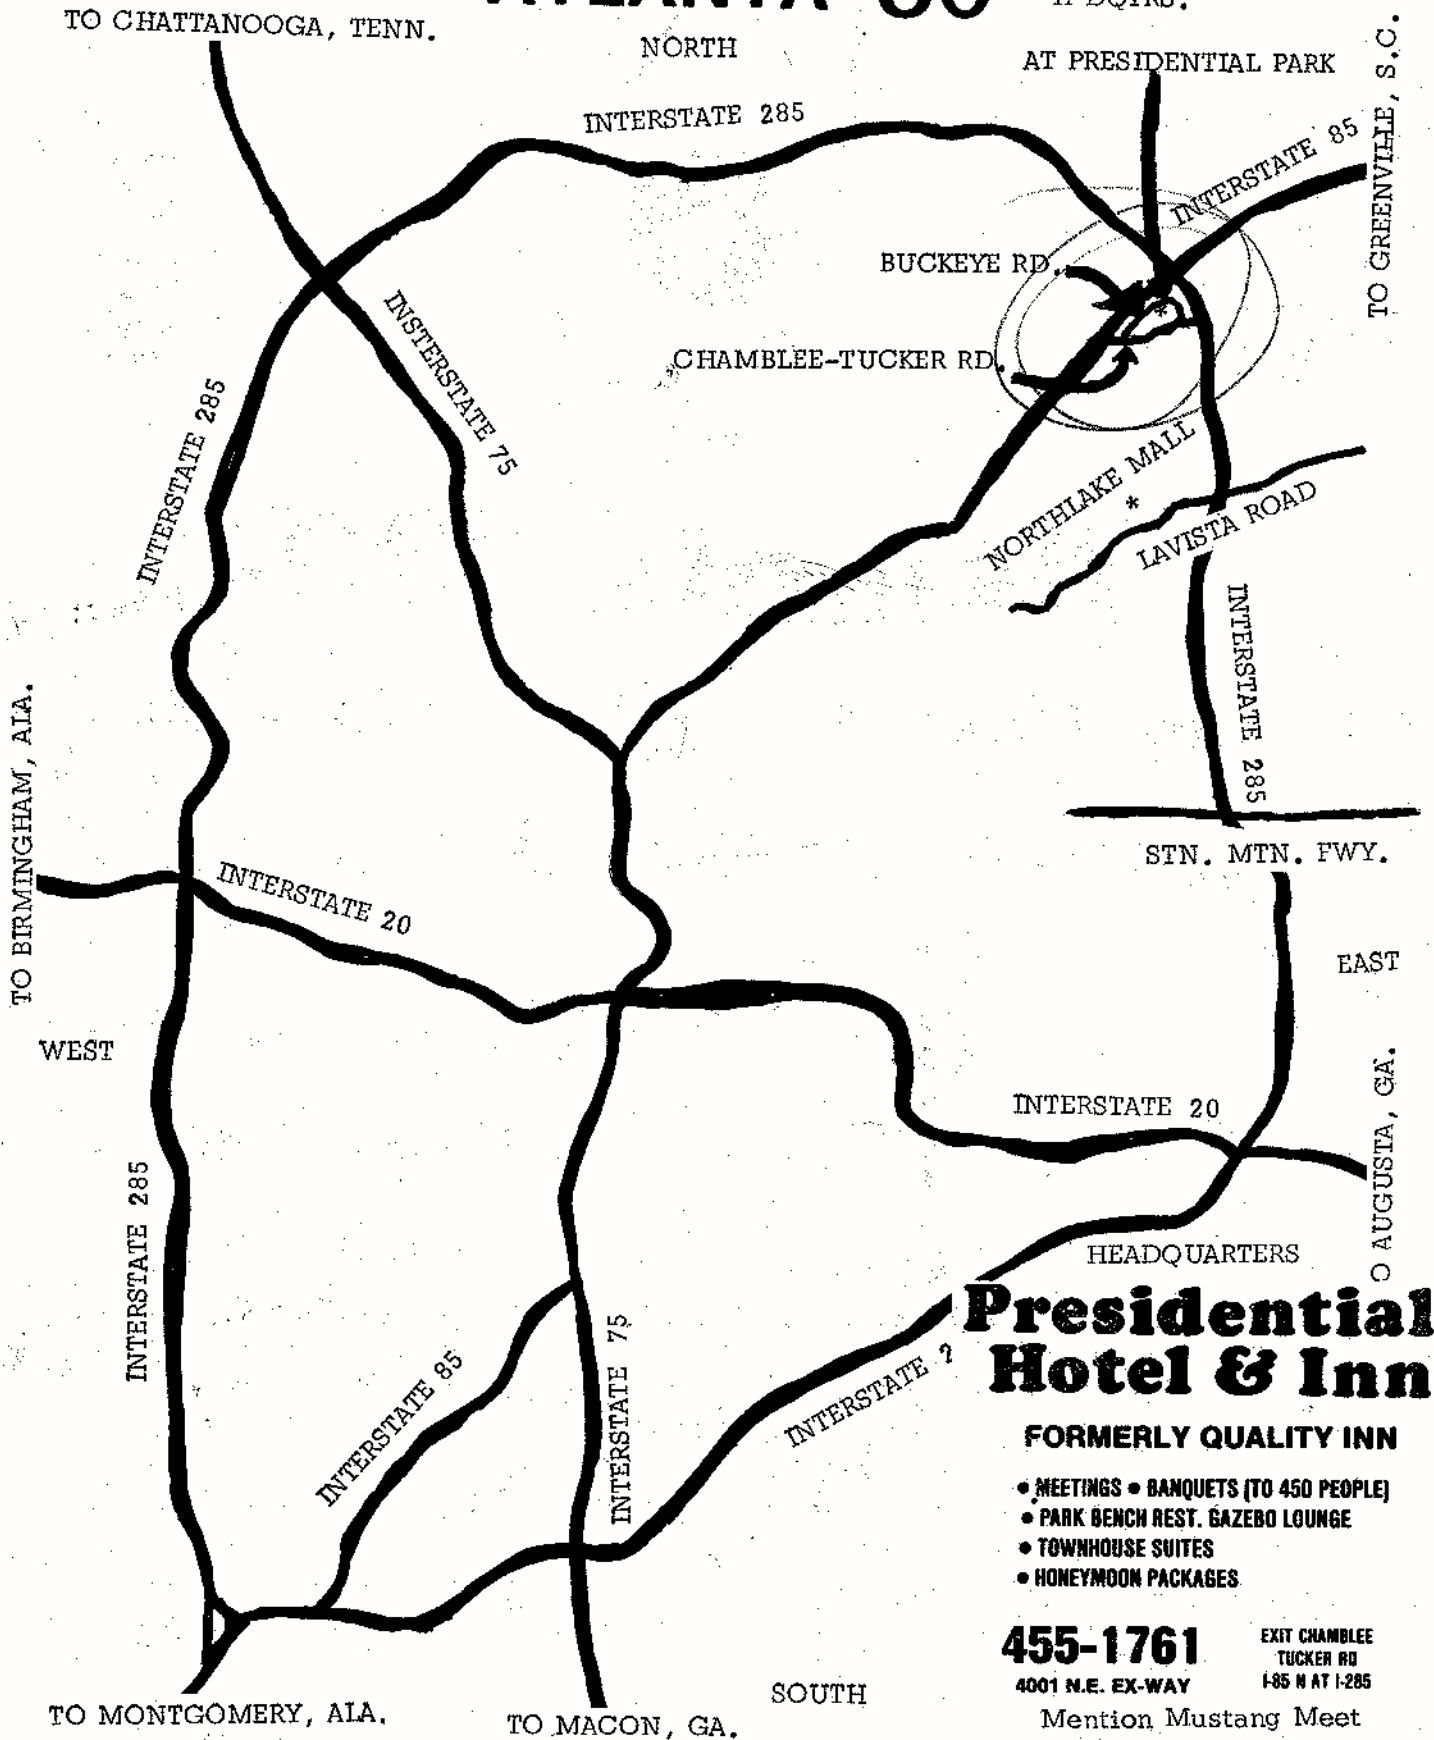 TO CHATTANOOGA, TENN.
NORTH
AT PRESIDENTIAL PARK
INTERSTATE 285
INTERSTATE 85
TO GREENVILLE, S.C.
BUCKEYE RD.
INSTERSTATE 75
CHAMBLEE-TUCKER RD.
INTERSTATE 285
NORTHLAKE MALL
*
LAVISTA ROAD
INTERSTATE 285
TO BIRMINGHAM, ALA.
STN. MTN. FWY.
INTERSTATE 20
EAST
WEST
INTERSTATE 20
O AUGUSTA, GA.
INTERSTATE 285
HEADQUARTERS
Presidential
Hotel & Inn
INTERSTATE 75
INTERSTATE 85
INTERSTATE 2
FORMERLY QUALITY INN
• MEETINGS • BANQUETS (TO 450 PEOPLE)
• PARK BENCH REST. GAZEBO LOUNGE
• TOWNHOUSE SUITES
• HONEYMOON PACKAGES
455-1761
4001 N.E. EX-WAY
EXIT CHAMBLEE
TUCKER RD
I-85 N AT I-285
SOUTH
TO MONTGOMERY, ALA.
TO MACON, GA.
Mention Mustang Meet